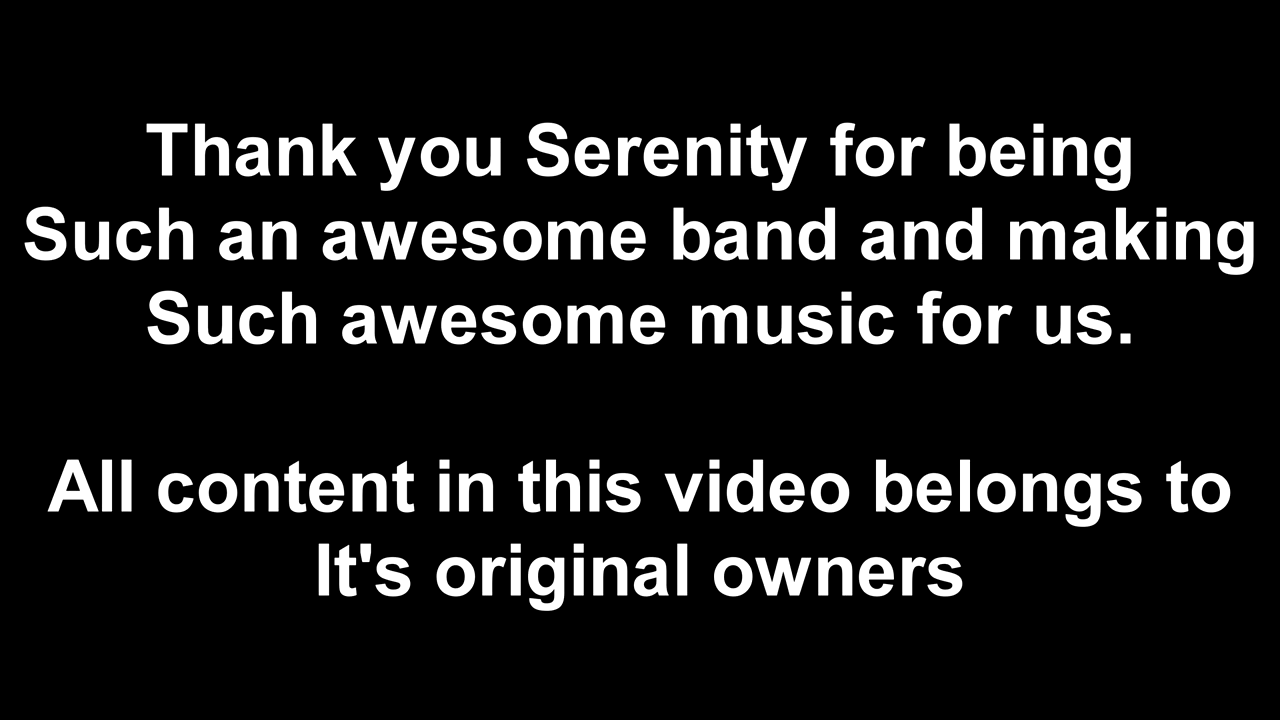 Thank you Serenity for being
Such an awesome band and making
Such awesome music for us.
All content in this video belongs to
It's original owners